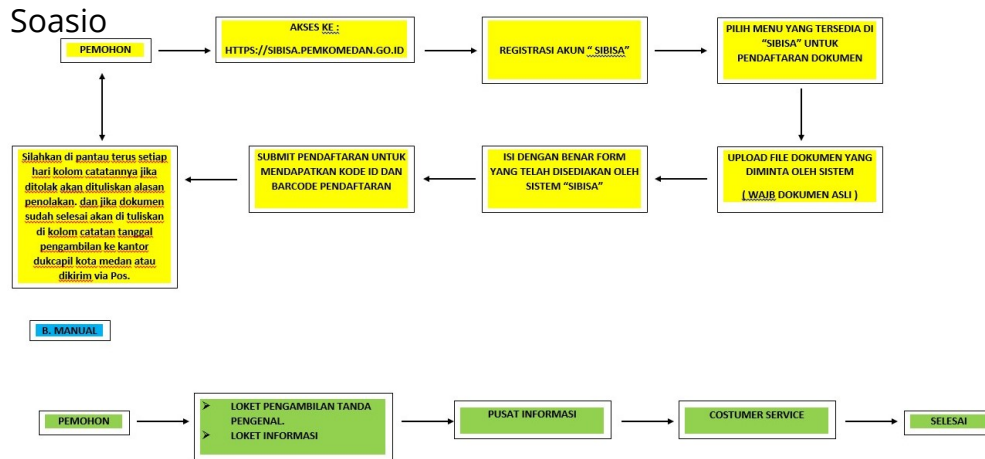 Soasio
PEMOHON
AKSES KE :
HTTPS://SIBISA.PEMKOMEDAN.GO.ID
REGISTRASI AKUN “ SIBISA”
PILIH MENU YANG TERSEDIA DI
“SIBISA” UNTUK
PENDAFTARAN DOKUMEN
Silahkan di pantau terus setiap
hari kolom catatannya jika
ditolak akan dituliskan alasan
penolakan. dan jika dokumen
sudah selesai akan di tuliskan
di kolom catatan tanggal
pengambilan ke kantor
dukcapil kota medan atau
dikirim via Pos.
SUBMIT PENDAFTARAN UNTUK
MENDAPATKAN KODE ID DAN
BARCODE PENDAFTARAN
ISI DENGAN BENAR FORM
YANG TELAH DISEDIAKAN OLEH
SISTEM “SIBISA”
UPLOAD FILE DOKUMEN YANG
DIMINTA OLEH SISTEM
( WAJB DOKUMEN ASLI )
B. MANUAL
PEMOHON
LOKET PENGAMBILAN TANDA
PENGENAL.
LOKET INFORMASI
PUSAT INFORMASI
COSTUMER SERVICE
SELESAI